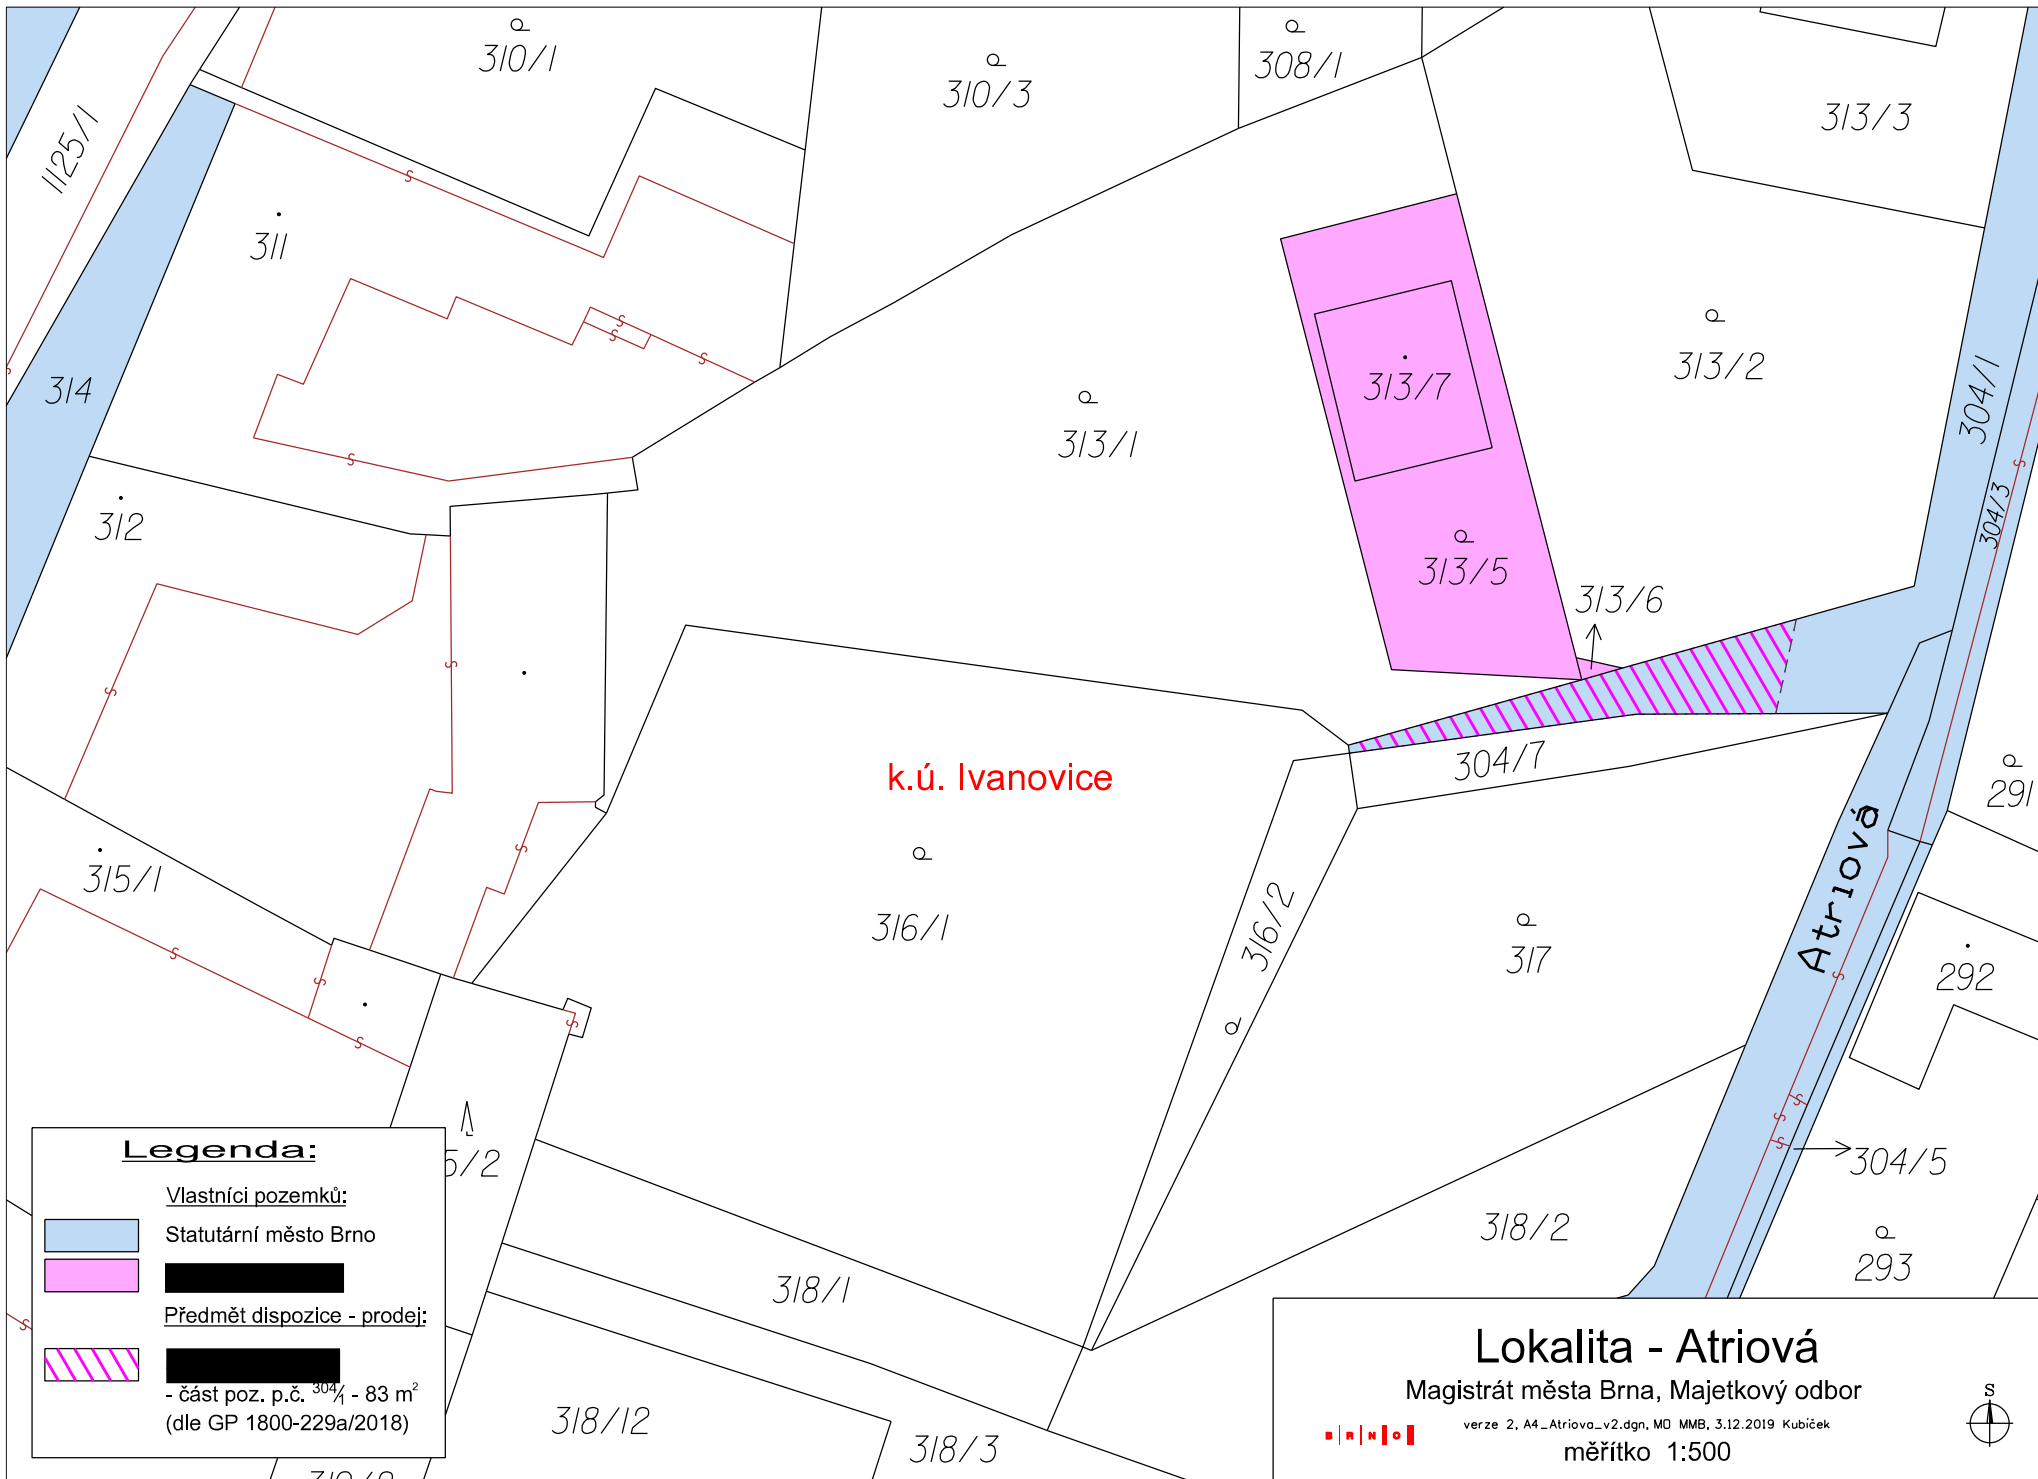 310/1
310/3
308/1
313/3
1125/1
311
314
313/7
313/2
304/1
313/1
304/3
312
313/5
313/6
304/7
k.ú. Ivanovice
291
Atriová
315/1
316/1
316/2
317
292
5/2
304/5
318/2
293
318/1
318/12
318/3
Legenda:
Vlastníci pozemků:
Statutární město Brno
Předmět dispozice - prodej:
- část poz. p.č. 304/1 - 83 m²
(dle GP 1800-229a/2018)
Lokalita - Atriová
Magistrát města Brna, Majetkový odbor
verze 2, A4_Atriova_v2.dgn, MO MMB, 3.12.2019 Kubíček
BRNO
měřítko 1:500
S